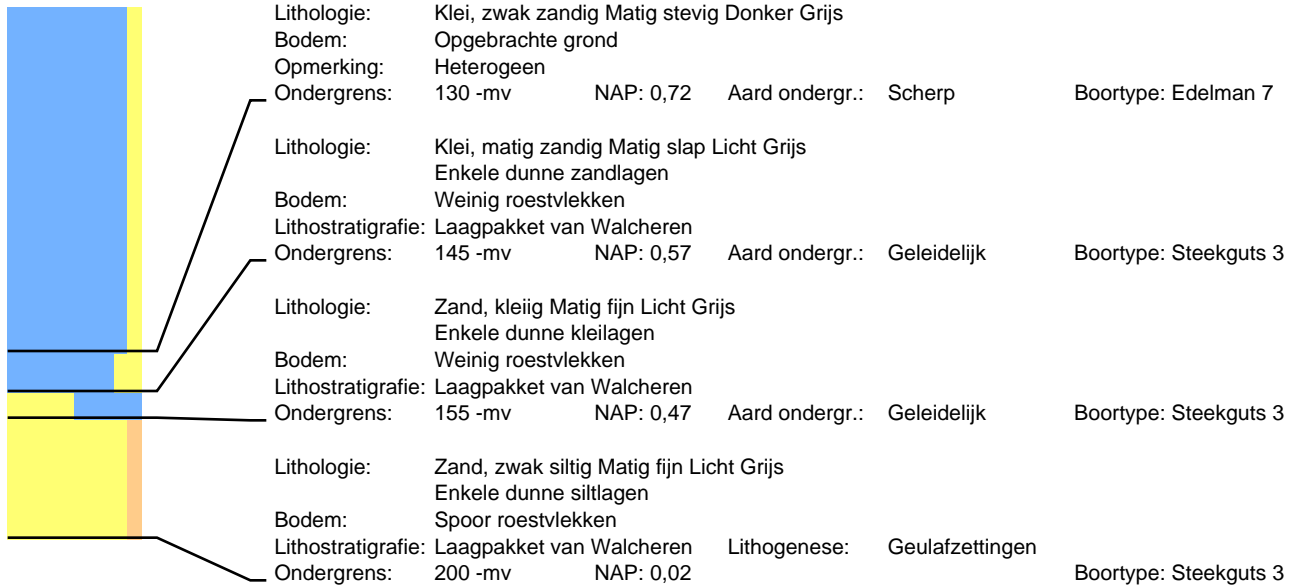 Lithologie: Klei, zwak zandig Matig stevig Donker Grijs
Bodem: Opgebrachte grond
Opmerking: Heterogeen
Ondergrens: 130 -mv NAP: 0,72 Aard ondergr.: Scherp Boortype: Edelman 7
Lithologie: Klei, matig zandig Matig slap Licht Grijs
Enkele dunne zandlagen
Bodem: Weinig roestvlekken
Lithostratigrafie: Laagpakket van Walcheren
Ondergrens: 145 -mv NAP: 0,57 Aard ondergr.: Geleidelijk Boortype: Steekguts 3
Lithologie: Zand, kleiig Matig fijn Licht Grijs
Enkele dunne kleilagen
Bodem: Weinig roestvlekken
Lithostratigrafie: Laagpakket van Walcheren
Ondergrens: 155 -mv NAP: 0,47 Aard ondergr.: Geleidelijk Boortype: Steekguts 3
Lithologie: Zand, zwak siltig Matig fijn Licht Grijs
Enkele dunne siltlagen
Bodem: Spoor roestvlekken
Lithostratigrafie: Laagpakket van Walcheren Lithogenese: Geulafzettingen
Ondergrens: 200 -mv NAP: 0,02 Boortype: Steekguts 3